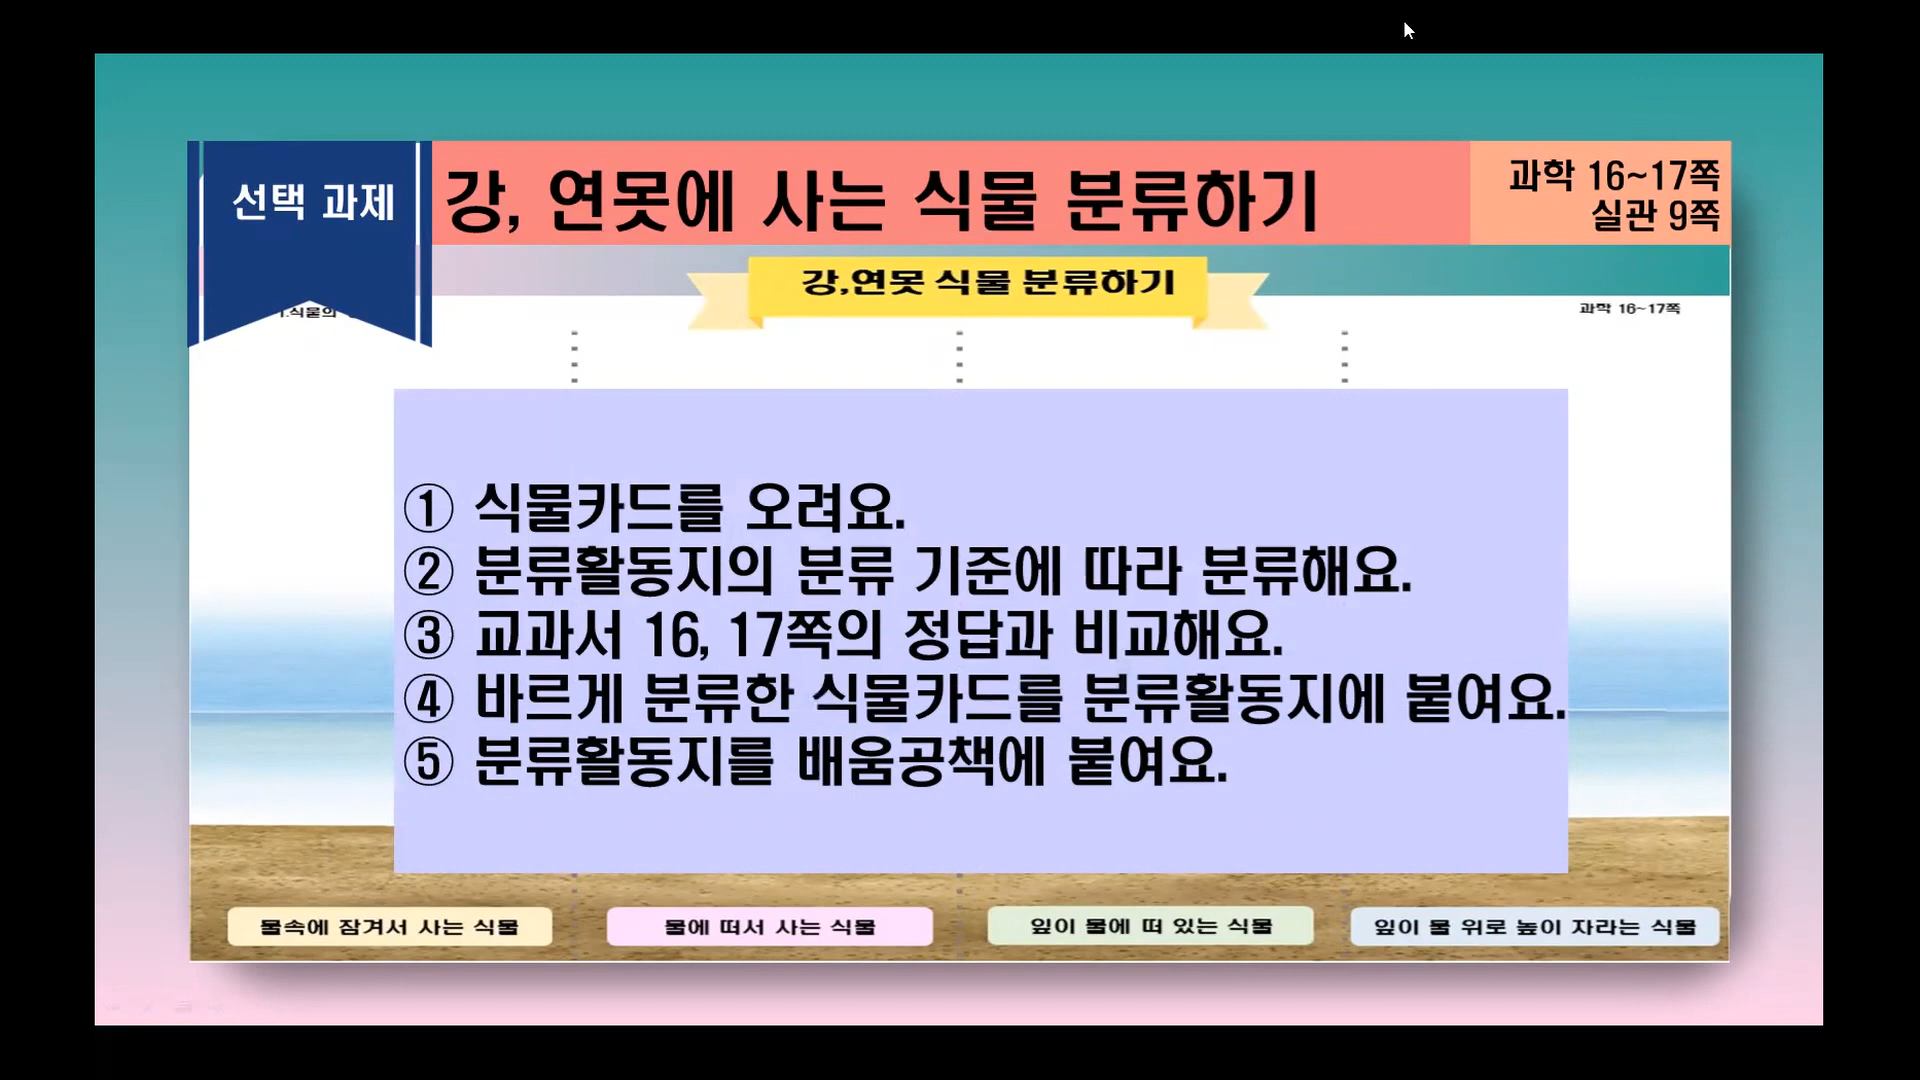 선택 과제
강, 연못에 사는 식물 분류하기
과학 16~17쪽
실관 9쪽
강,연못 식물 분류하기
1.식물의
과학 16~17쪽
① 식물카드를 오려요.
② 분류활동지의 분류 기준에 따라 분류해요.
③ 교과서 16, 17쪽의 정답과 비교해요.
④ 바르게 분류한 식물카드를 분류활동지에 붙여요.
⑤ 분류활동지를 배움공책에 붙여요.
물속에 잠겨서 사는 식물
물에 떠서 사는 식물
잎이 물에 떠 있는 식물
잎이 물 위로 높이 자라는 식물